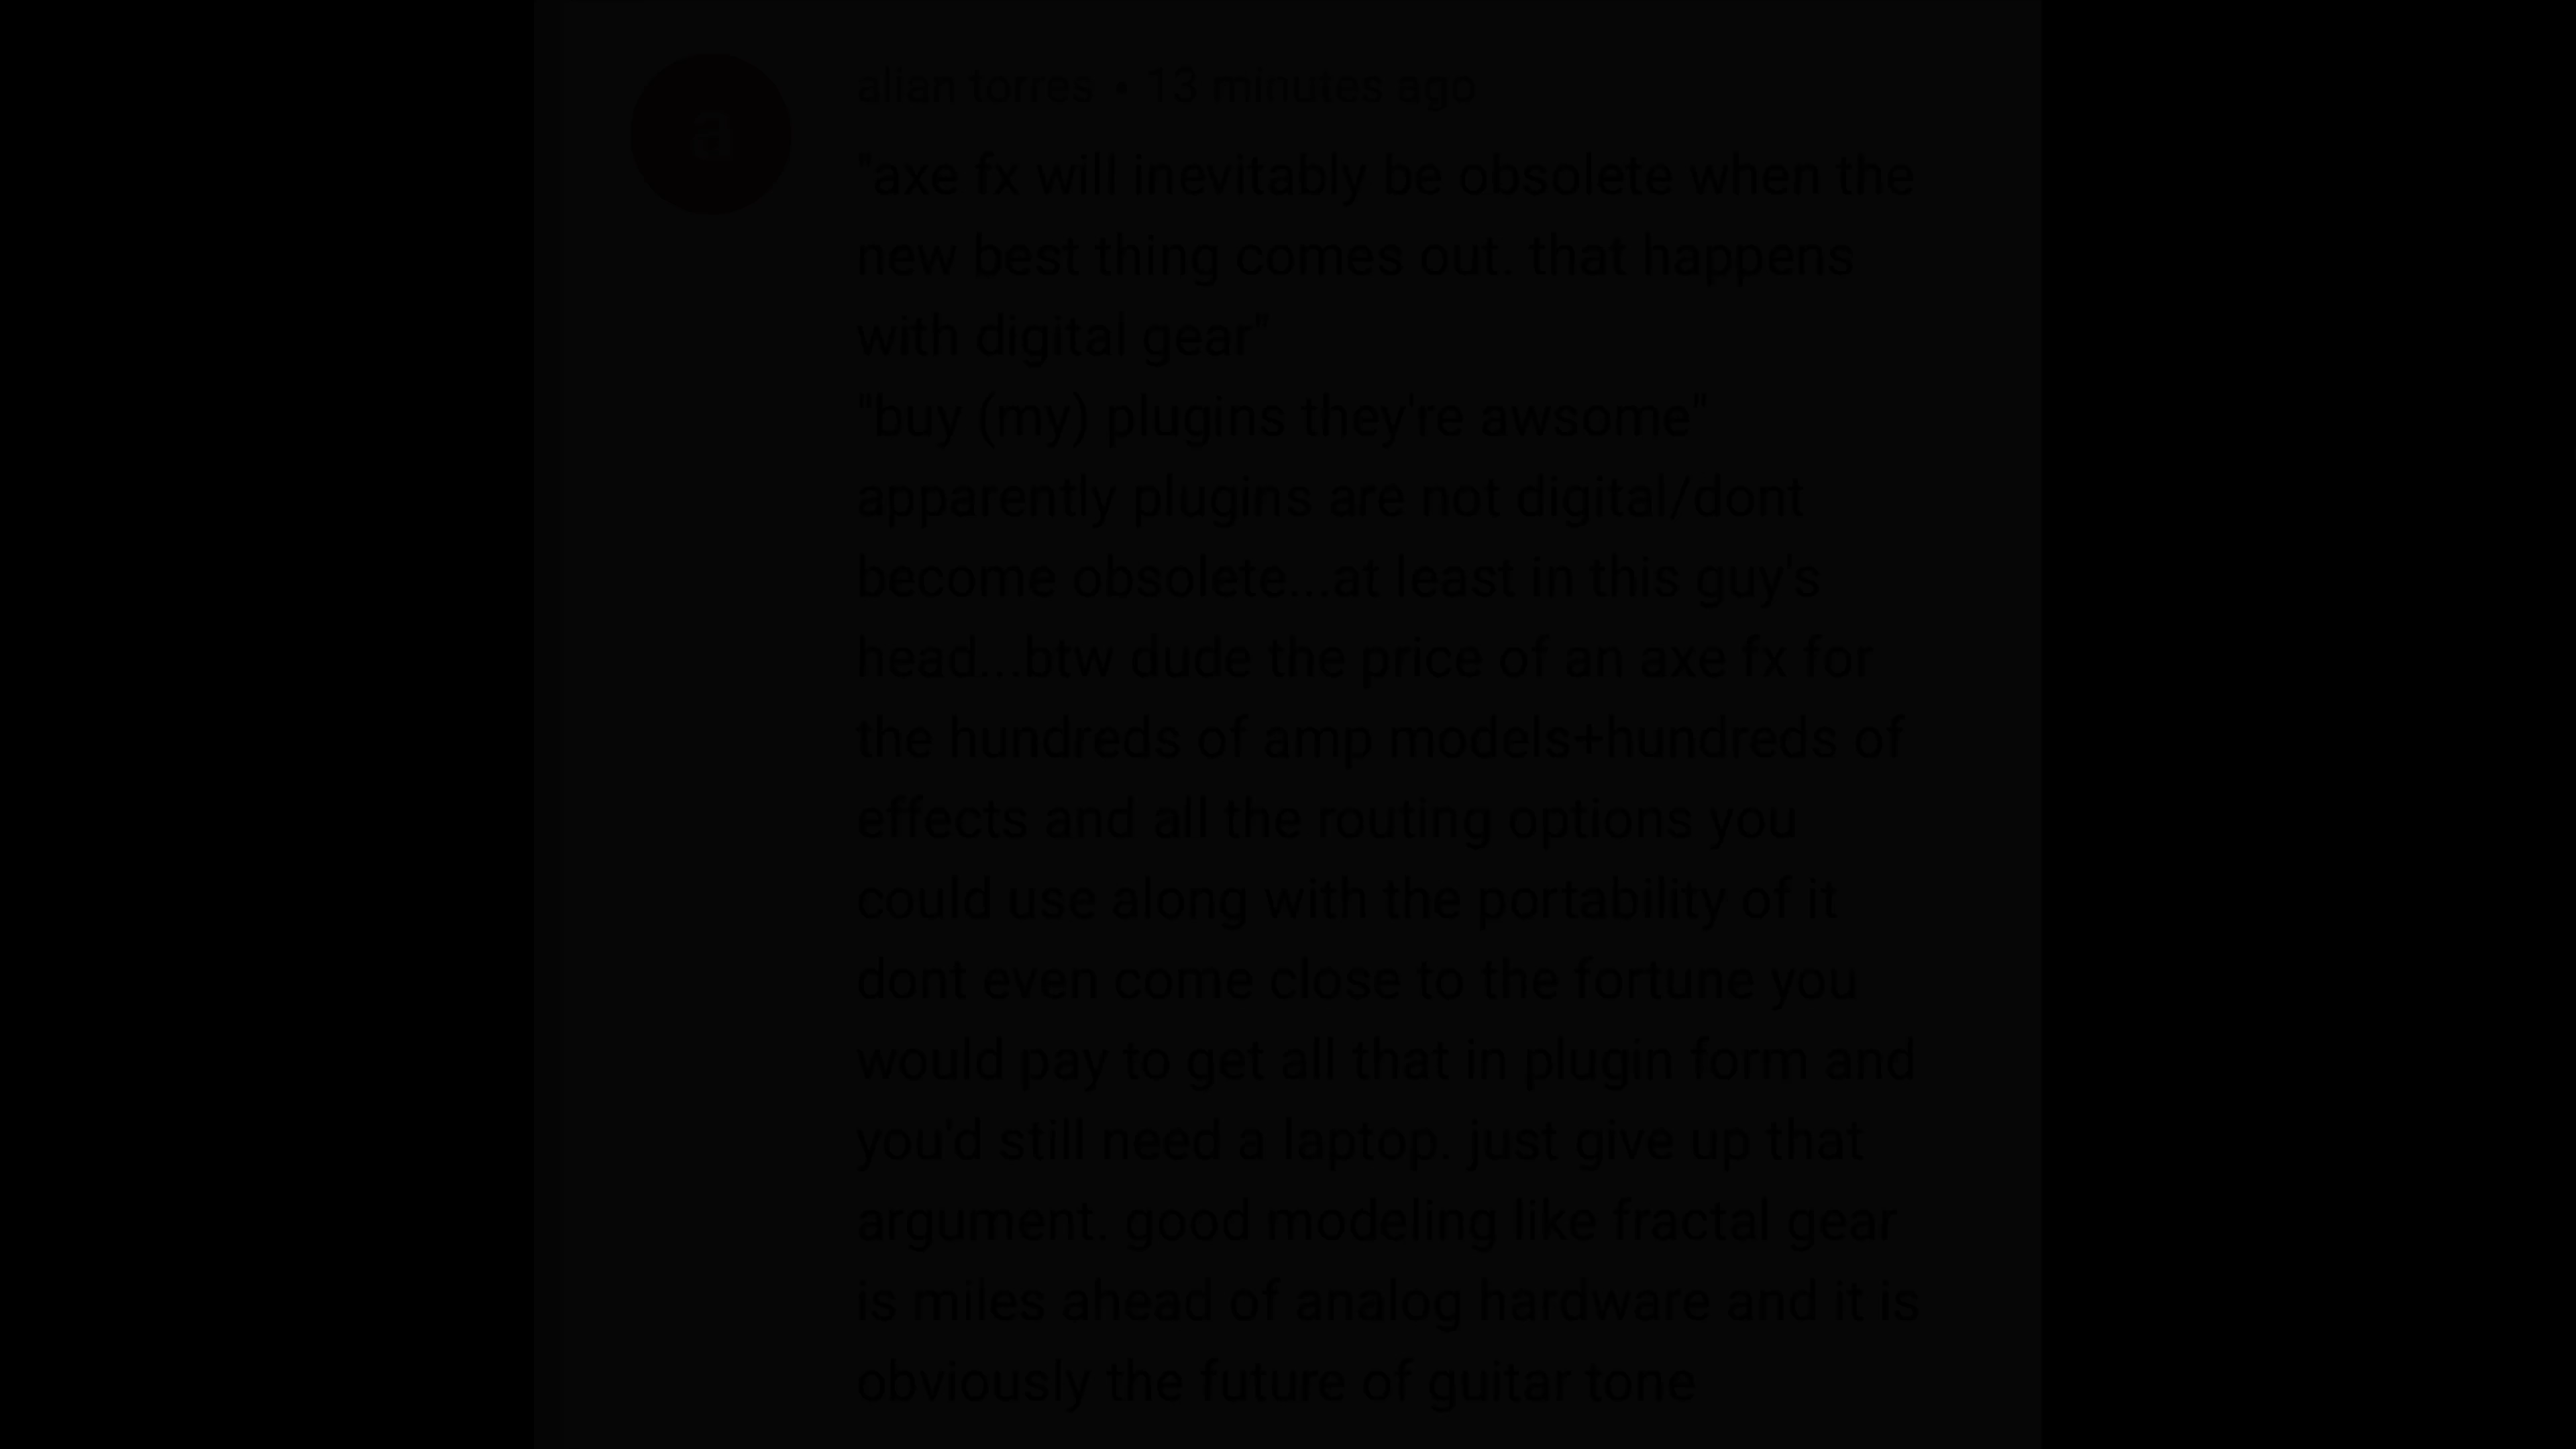 a
alian torres • 13 minutes ago
"axe fx will inevitably be obsolete when the
new best thing comes out. that happens
with digital gear"
"buy (my) plugins they're awsome"
apparently plugins are not digital/dont
become obsolete...at least in this guy's
head...btw dude the price of an axe fx for
the hundreds of amp models+hundreds of
effects and all the routing options you
could use along with the portability of it
dont even come close to the fortune you
would pay to get all that in plugin form and
you'd still need a laptop. just give up that
argument. good modeling like fractal gear
is miles ahead of analog hardware and it is
obviously the future of guitar tone